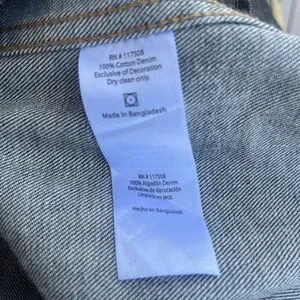 RN # 117508
100% Cotton Denim
Exclusive of Decoration
Dry clean only.
Made in Bangladesh
RN # 117508
100% Algodón Denim
Exclusivo de decoración
Limpieza en seco.
Hecho en Bangladesh